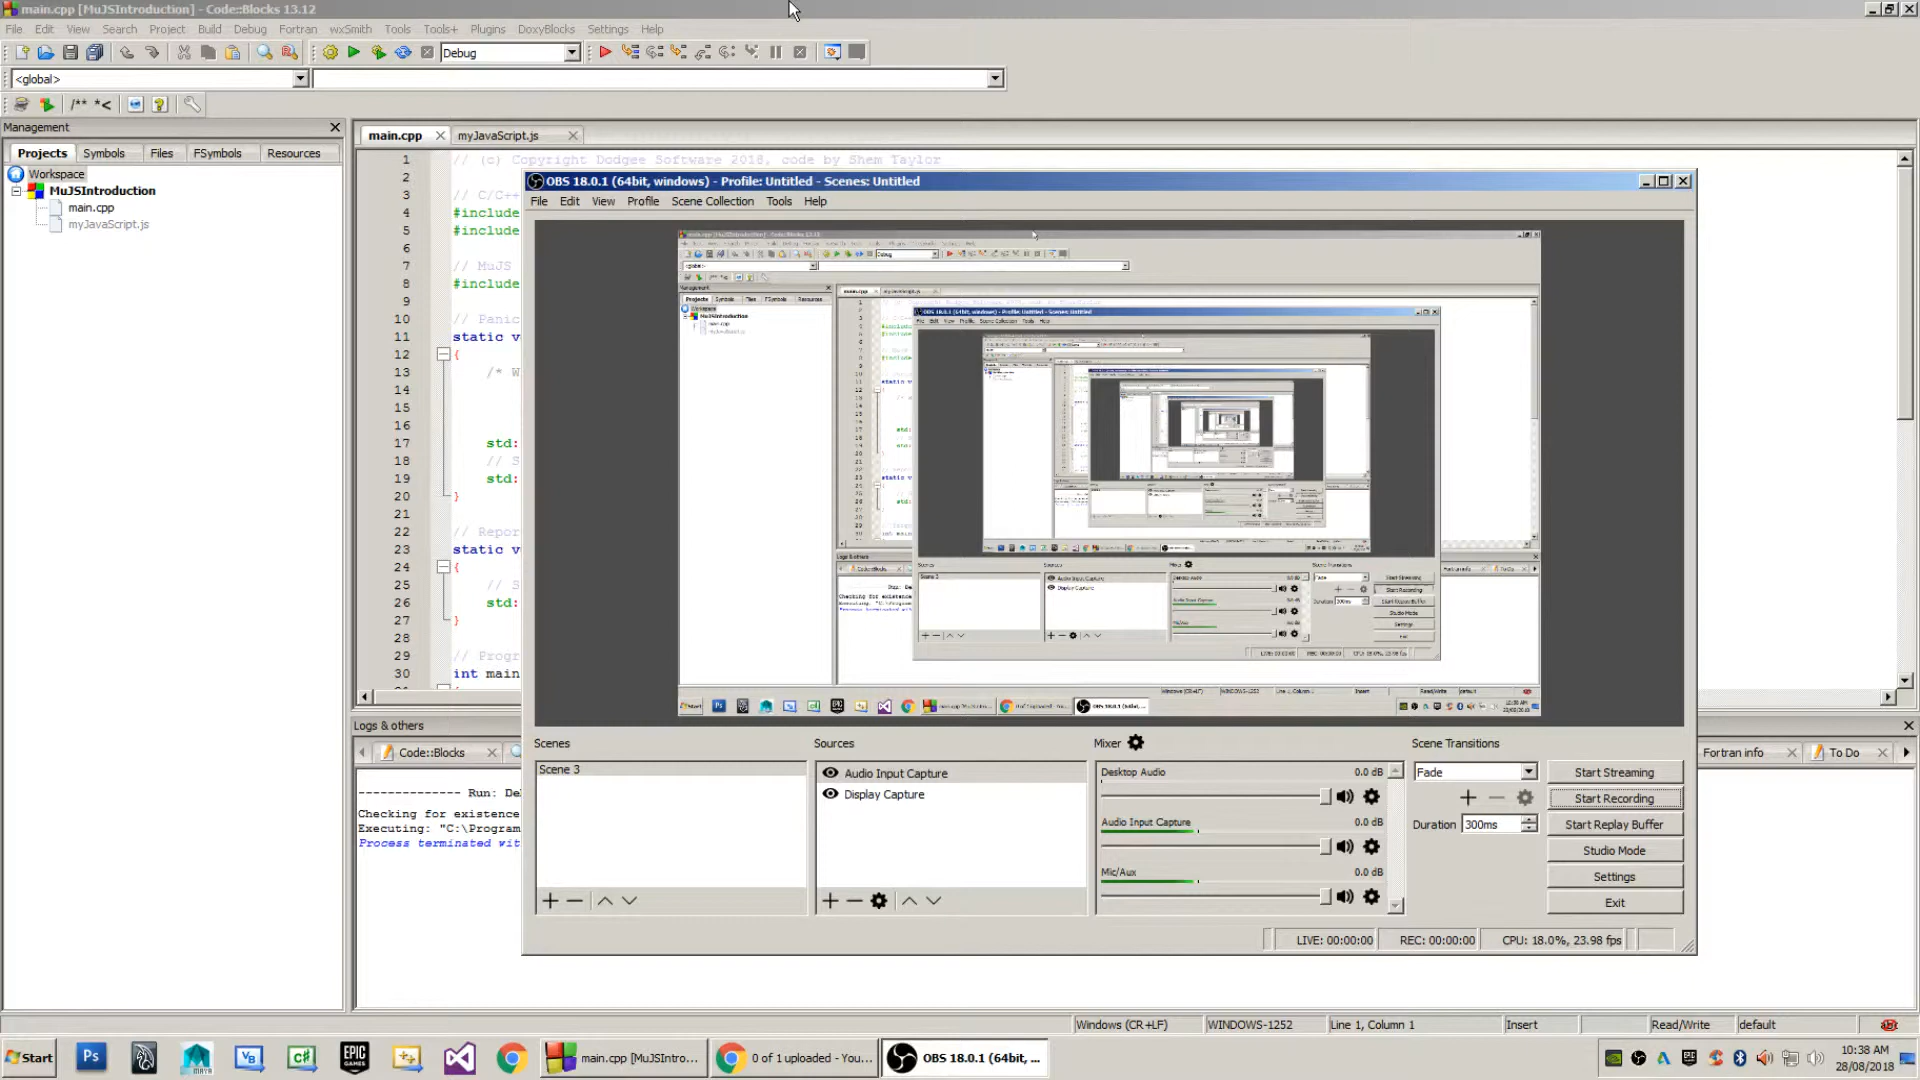 main.cpp [MuJSIntroduction] - Code::Blocks 13.12
File Edit View Search Project Build Debug Fortran wxSmith Tools Tools+ Plugins DoxyBlocks Settings Help
Debug
<global>
/** *<
Management
Projects Symbols Files FSymbols Resources
Workspace
MuJSIntroduction
main.cpp
myJavaScript.js
main.cpp myJavaScript.js
1 // (c) Copyright Dodgee Software 2018, code by Shem Taylor
2
3 // C/C++
4 #include
5 #include
6
7 // MuJS
8 #include
9
10 // Panic
11 static v
12 {
13 /* W
14
15
16
17 std:
18 // S
19 std:
20 }
21
22 // Repor
23 static v
24 {
25 // S
26 std:
27 }
28
29 // Progr
30 int main
OBS 18.0.1 (64bit, windows) - Profile: Untitled - Scenes: Untitled
File Edit View Profile Scene Collection Tools Help
Scenes
Scene 3
Sources
Audio Input Capture
Display Capture
Mixer
Desktop Audio 0.0 dB
Audio Input Capture 0.0 dB
Mic/Aux 0.0 dB
Scene Transitions
Fade
Duration 300ms
Start Streaming
Start Recording
Start Replay Buffer
Studio Mode
Settings
Exit
LIVE: 00:00:00 REC: 00:00:00 CPU: 18.0%, 23.98 fps
Logs & others
Code::Blocks
Fortran info To Do
-------------- Run: De
Checking for existence
Executing: "C:\Program
Process terminated wit
Windows (CR+LF) WINDOWS-1252 Line 1, Column 1 Insert Read/Write default
Start main.cpp [MuJSIntro... 0 of 1 uploaded - You... OBS 18.0.1 (64bit, ...
10:38 AM
28/08/2018